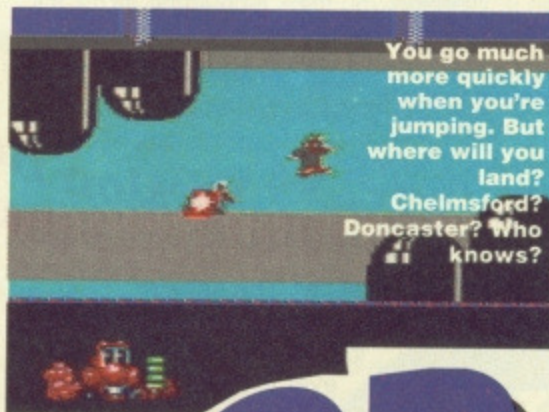 You go much
more quickly
when you're
jumping. But
where will you
land?
Chelmsford?
Doncaster? Who
knows?